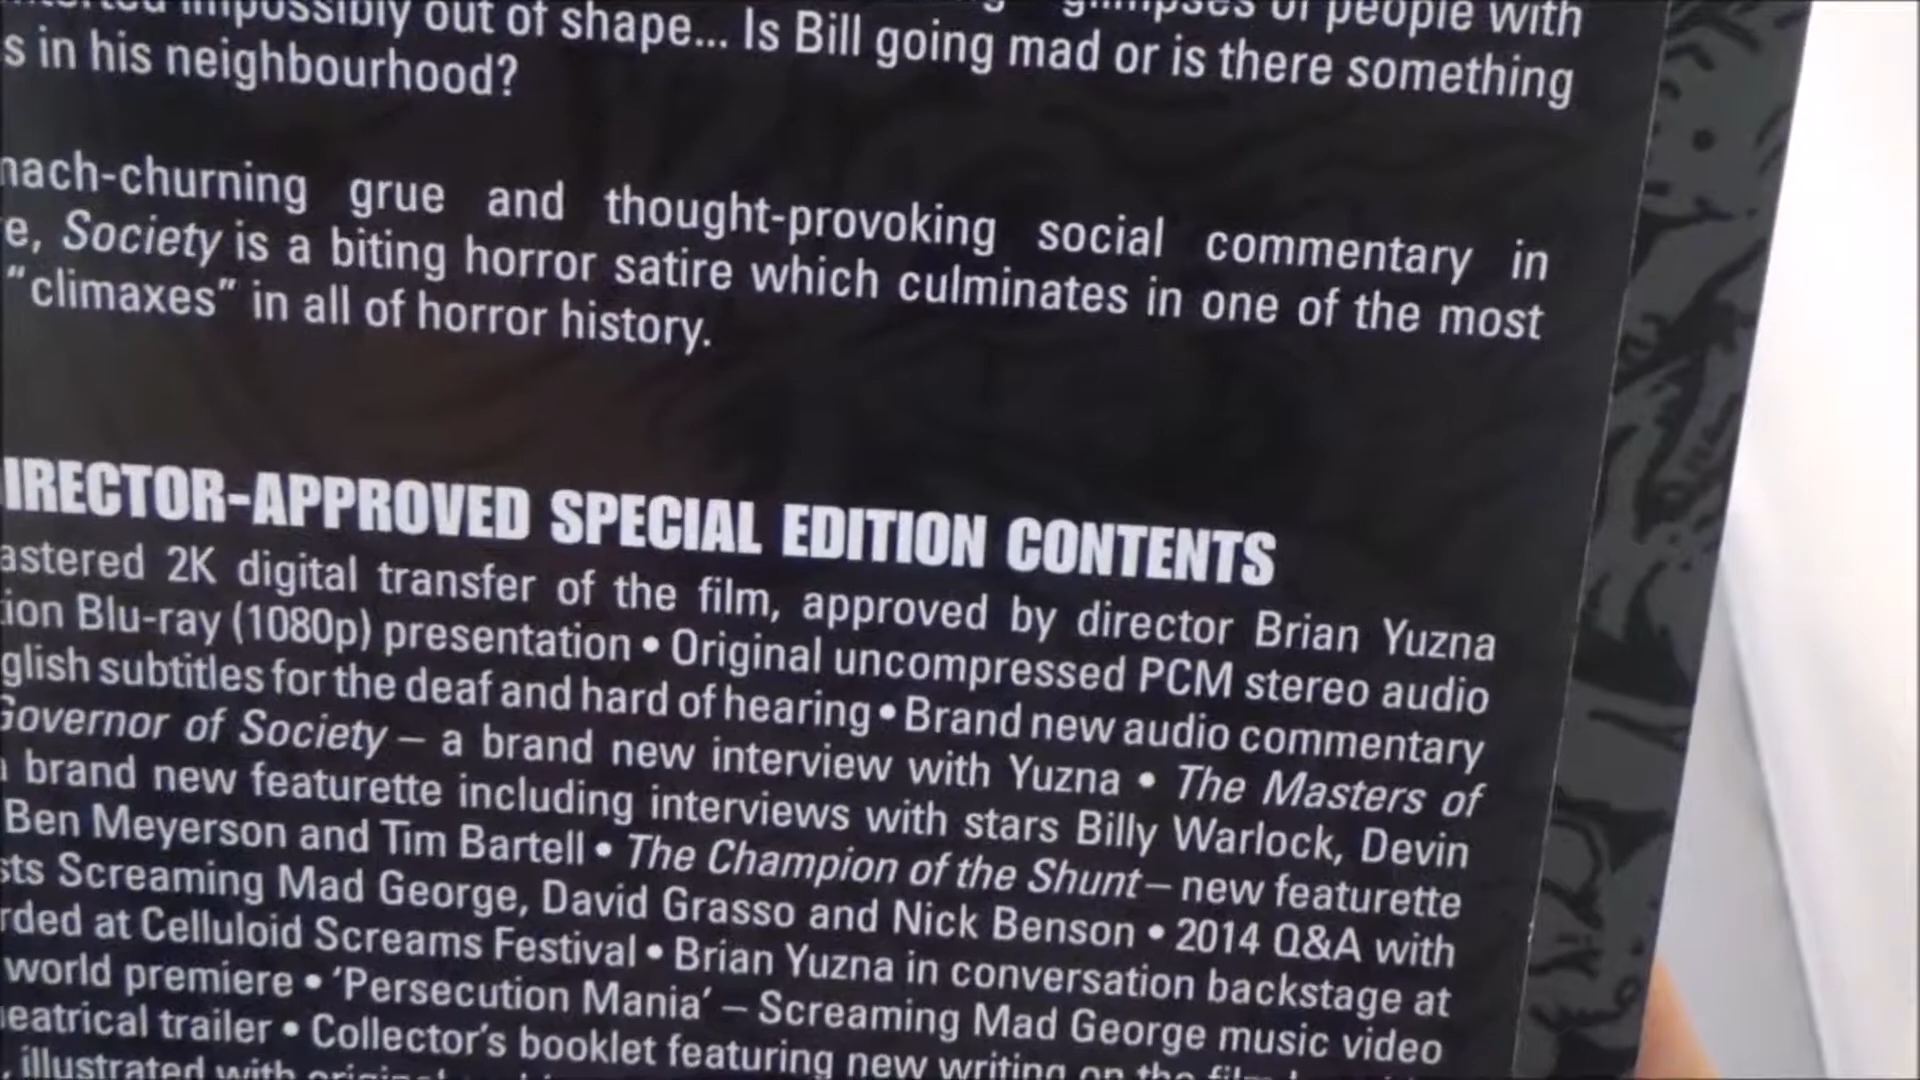 impossibly out of shape... Is Bill going mad or is there something
glimpses of people with
s in his neighbourhood?
mach-churning grue and thought-provoking social commentary in
e, Society is a biting horror satire which culminates in one of the most
“climaxes” in all of horror history.
IRECTOR-APPROVED SPECIAL EDITION CONTENTS
astered 2K digital transfer of the film, approved by director Brian Yuzna
ion Blu-ray (1080p) presentation • Original uncompressed PCM stereo audio
glish subtitles for the deaf and hard of hearing • Brand new audio commentary
Governor of Society – a brand new interview with Yuzna • The Masters of
brand new featurette including interviews with stars Billy Warlock, Devin
Ben Meyerson and Tim Bartell • The Champion of the Shunt – new featurette
sts Screaming Mad George, David Grasso and Nick Benson • 2014 Q&A with
rded at Celluloid Screams Festival • Brian Yuzna in conversation backstage at
world premiere • ‘Persecution Mania’ – Screaming Mad George music video
eatrical trailer • Collector’s booklet featuring new writing on the film
, illustrated with